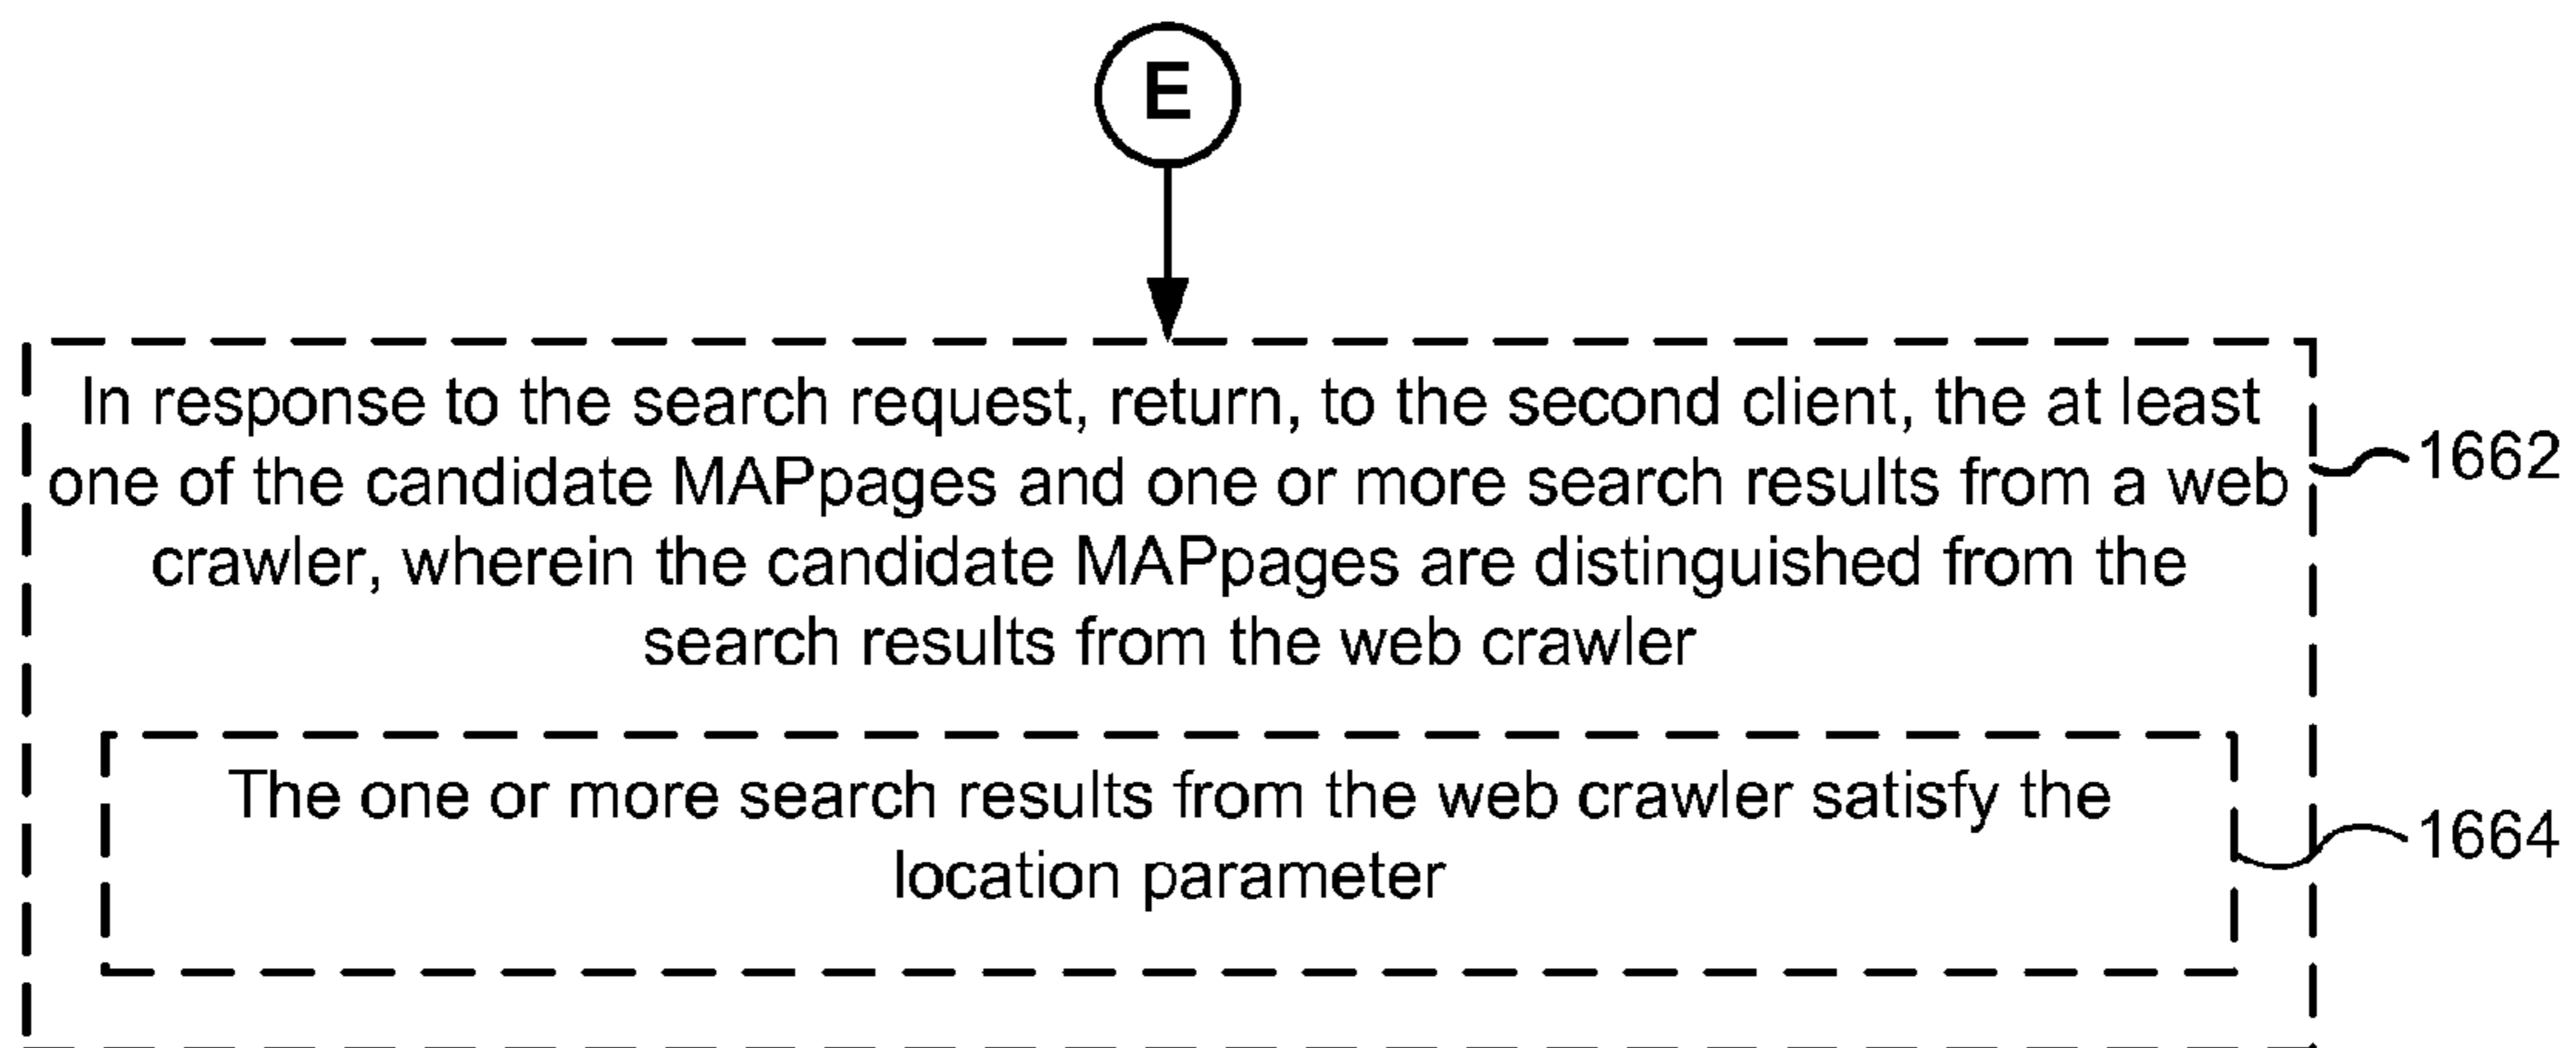 E
In response to the search request, return, to the second client, the at least
one of the candidate MAPpages and one or more search results from a web
crawler, wherein the candidate MAPpages are distinguished from the
search results from the web crawler
1662
The one or more search results from the web crawler satisfy the
location parameter
1664